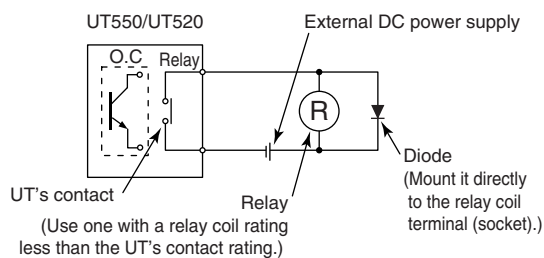 UT550/UT520
External DC power supply
O.C
Relay
R
Diode
(Mount it directly
to the relay coil
terminal (socket).)
UT's contact
Relay
(Use one with a relay coil rating
less than the UT's contact rating.)